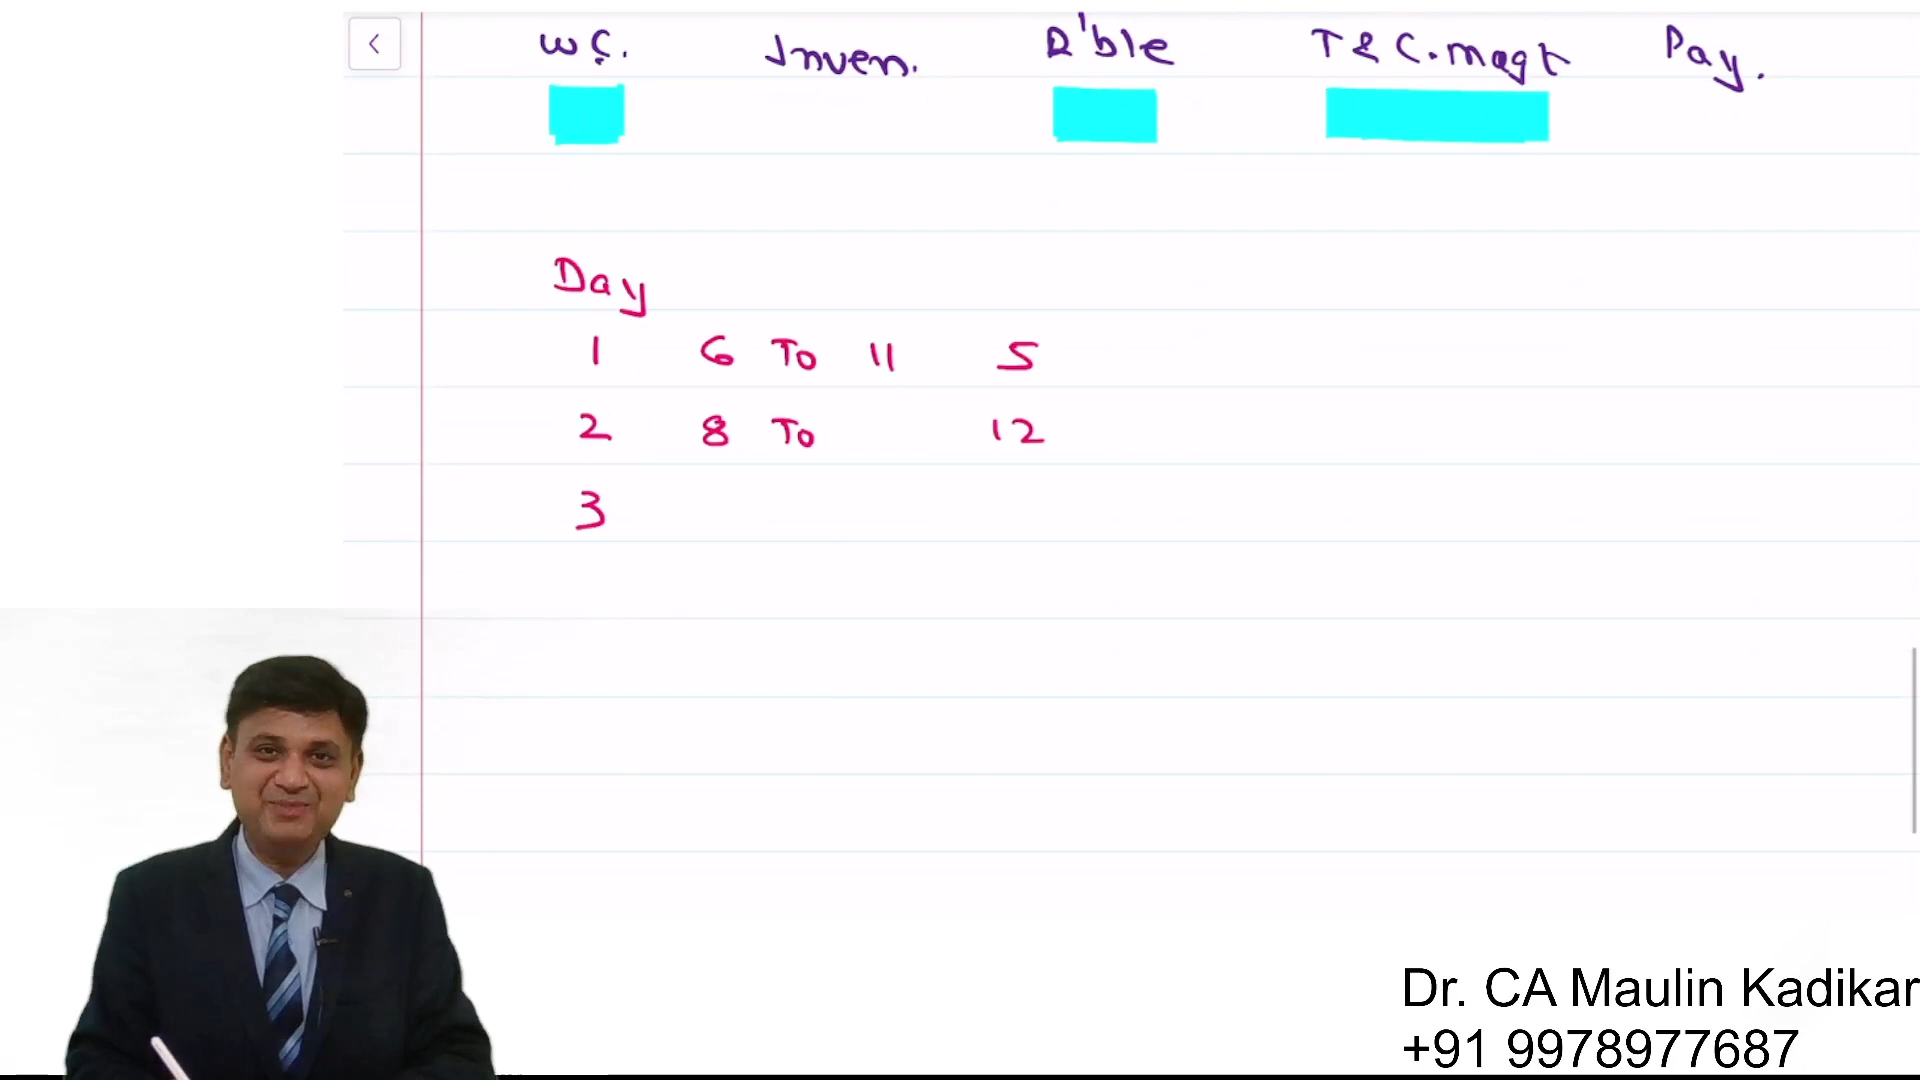 W C. Inven. R'ble T & C. magt Pay.
Day
1 6 To 11 5
2 8 To 12
3
Dr. CA Maulin Kadikar
+91 9978977687